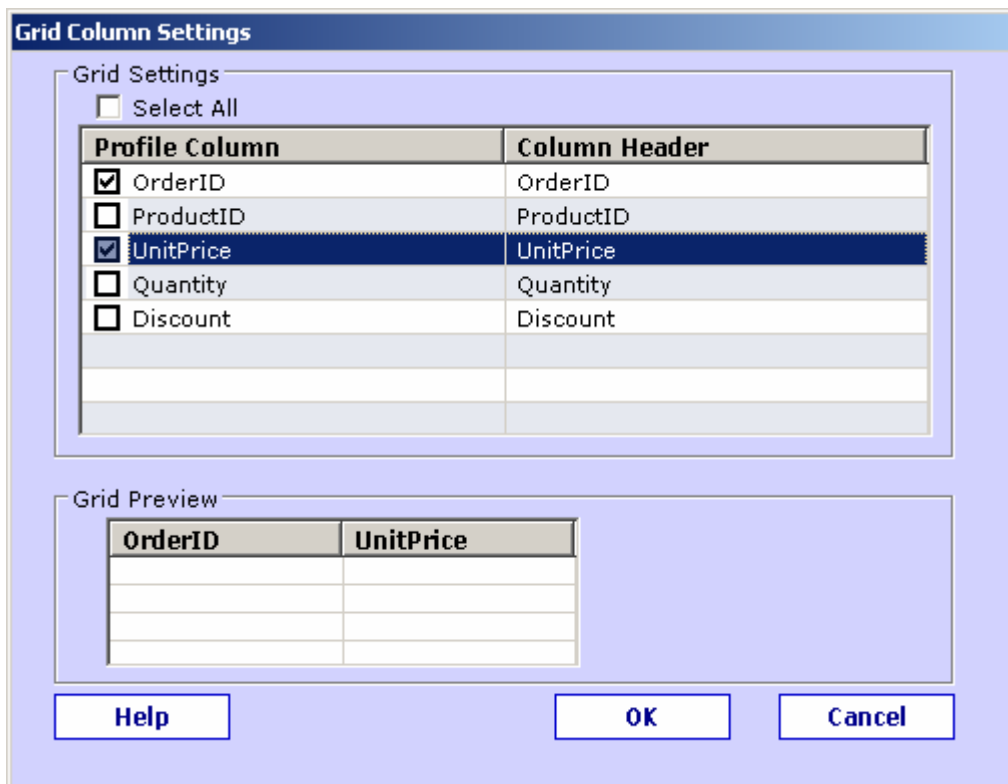 Grid Column Settings
Grid Settings
Select All
Profile Column Column Header
OrderID OrderID
ProductID ProductID
UnitPrice UnitPrice
Quantity Quantity
Discount Discount
Grid Preview
OrderID UnitPrice
Help OK Cancel